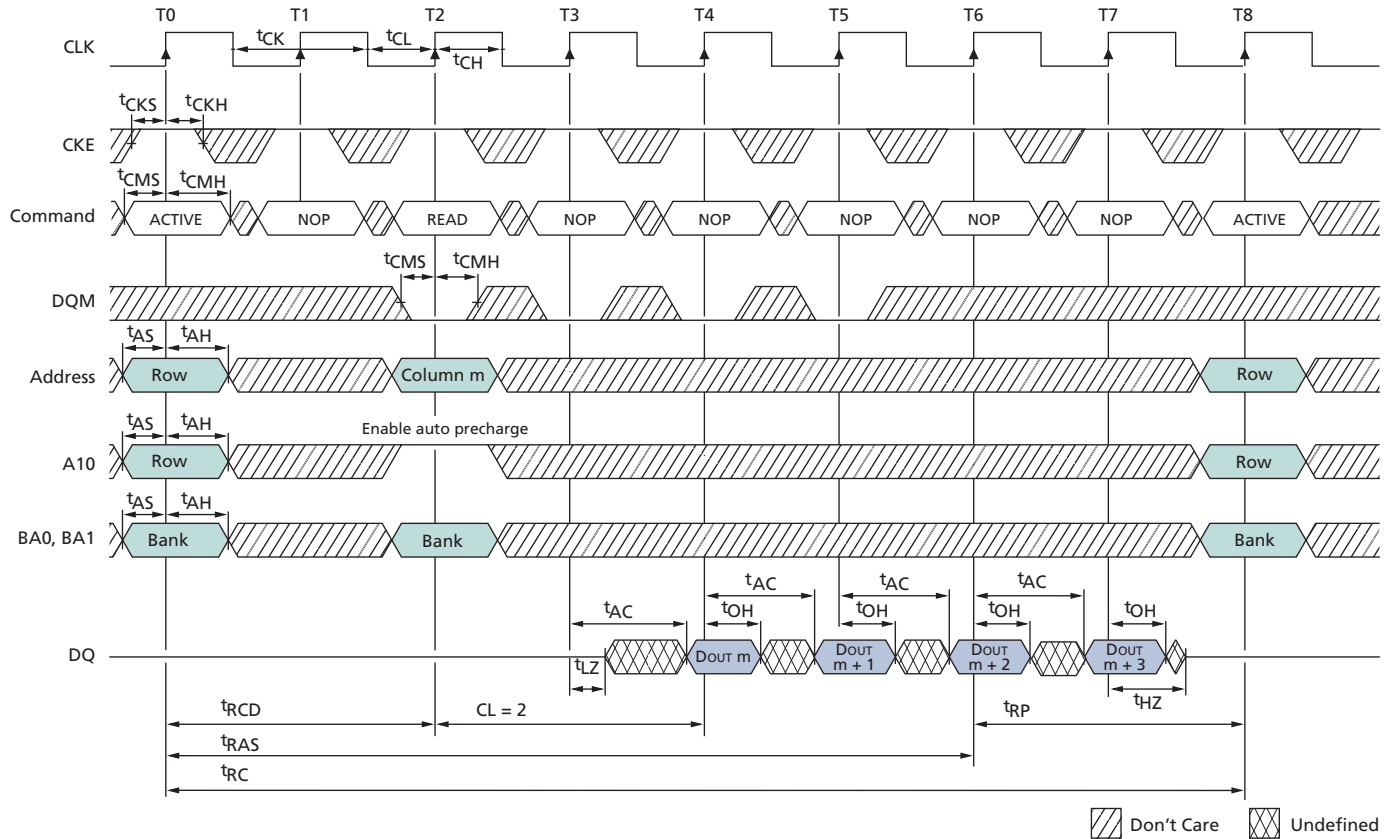 T0 T1 T2 T3 T4 T5 T6 T7 T8
CLK
tCK tCL
tCH
tCKS tCKH
CKE
tCMS tCMH
Command ACTIVE NOP READ NOP NOP NOP NOP NOP ACTIVE
tCMS tCMH
DQM
tAS tAH
Address Row Column m Row
Enable auto precharge
tAS tAH
A10 Row Row
tAS tAH
BA0, BA1 Bank Bank Bank
tAC tAC tAC
tAC tOH tOH tOH tOH
DQ DOUT m DOUT m + 1 DOUT m + 2 DOUT m + 3
tLZ tHZ
tRCD CL = 2 tRP
tRAS
tRC
Don't Care Undefined